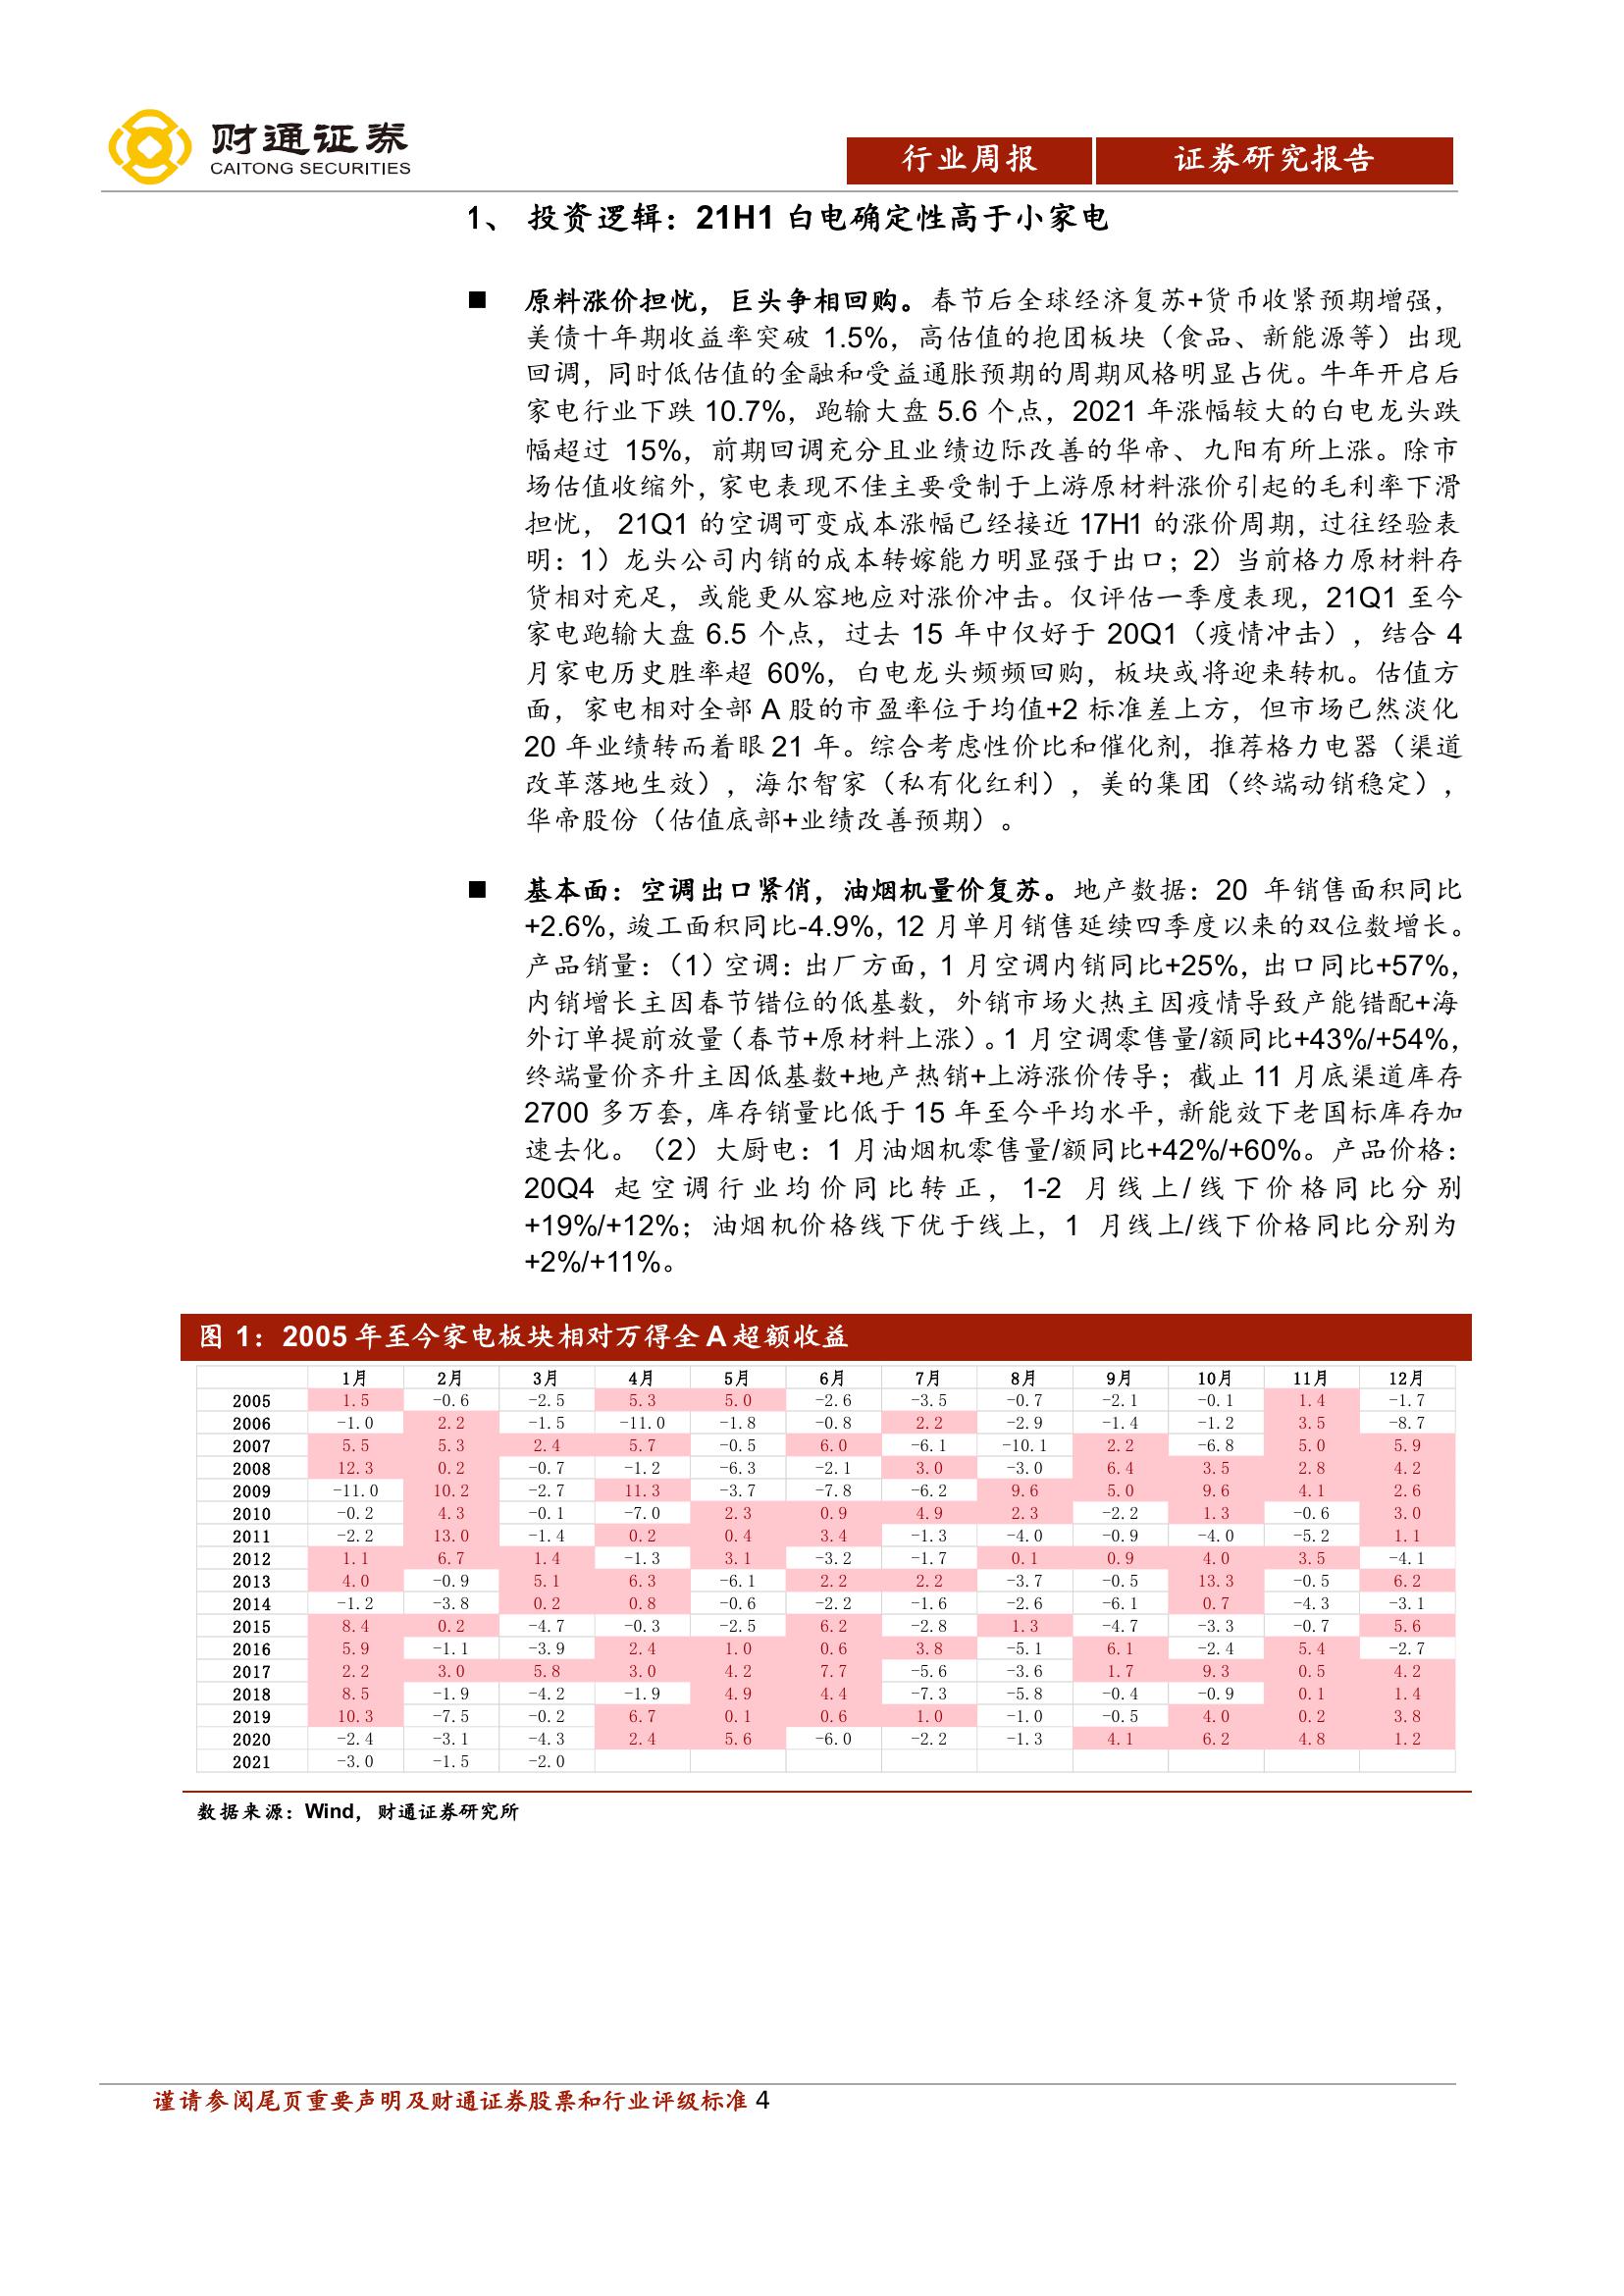 财通证券
CAITONG SECURITIES
行业周报 证券研究报告
1、 投资逻辑：21H1 白电确定性高于小家电
■ 原料涨价担忧，巨头争相回购。春节后全球经济复苏+货币收紧预期增强，
美债十年期收益率突破 1.5%，高估值的抱团板块（食品、新能源等）出现
回调，同时低估值的金融和受益通胀预期的周期风格明显占优。牛年开启后
家电行业下跌 10.7%，跑输大盘 5.6 个点，2021 年涨幅较大的白电龙头跌
幅超过 15%，前期回调充分且业绩边际改善的华帝、九阳有所上涨。除市
场估值收缩外，家电表现不佳主要受制于上游原材料涨价引起的毛利率下滑
担忧， 21Q1 的空调可变成本涨幅已经接近 17H1 的涨价周期，过往经验表
明：1）龙头公司内销的成本转嫁能力明显强于出口；2）当前格力原材料存
货相对充足，或能更从容地应对涨价冲击。仅评估一季度表现，21Q1 至今
家电跑输大盘 6.5 个点，过去 15 年中仅好于 20Q1（疫情冲击），结合 4
月家电历史胜率超 60%，白电龙头频频回购，板块或将迎来转机。估值方
面，家电相对全部 A 股的市盈率位于均值+2 标准差上方，但市场已然淡化
20 年业绩转而着眼 21 年。综合考虑性价比和催化剂，推荐格力电器（渠道
改革落地生效），海尔智家（私有化红利），美的集团（终端动销稳定），
华帝股份（估值底部+业绩改善预期）。
■ 基本面：空调出口紧俏，油烟机量价复苏。地产数据：20 年销售面积同比
+2.6%，竣工面积同比-4.9%，12 月单月销售延续四季度以来的双位数增长。
产品销量：（1）空调：出厂方面，1 月空调内销同比+25%，出口同比+57%，
内销增长主因春节错位的低基数，外销市场火热主因疫情导致产能错配+海
外订单提前放量（春节+原材料上涨）。1 月空调零售量/额同比+43%/+54%，
终端量价齐升主因低基数+地产热销+上游涨价传导；截止 11 月底渠道库存
2700 多万套，库存销量比低于 15 年至今平均水平，新能效下老国标库存加
速去化。（2）大厨电：1 月油烟机零售量/额同比+42%/+60%。产品价格：
20Q4 起空调行业均价同比转正，1-2 月线上/线下价格同比分别
+19%/+12%；油烟机价格线下优于线上，1 月线上/线下价格同比分别为
+2%/+11%。
图 1：2005 年至今家电板块相对万得全 A 超额收益
1月 2月 3月 4月 5月 6月 7月 8月 9月 10月 11月 12月
2005 1.5 -0.6 -2.5 5.3 5.0 -2.6 -3.5 -0.7 -2.1 -0.1 1.4 -1.7
2006 -1.0 2.2 -1.5 -11.0 -1.8 -0.8 2.2 -2.9 -1.4 -1.2 3.5 -8.7
2007 5.5 5.3 2.4 5.7 -0.5 6.0 -6.1 -10.1 2.2 -6.8 5.0 5.9
2008 12.3 0.2 -0.7 -1.2 -6.3 -2.1 3.0 -3.0 6.4 3.5 2.8 4.2
2009 -11.0 10.2 -2.7 11.3 -3.7 -7.8 -6.2 9.6 5.0 9.6 4.1 2.6
2010 -0.2 4.3 -0.1 -7.0 2.3 0.9 4.9 2.3 -2.2 1.3 -0.6 3.0
2011 -2.2 13.0 -1.4 0.2 0.4 3.4 -1.3 -4.0 -0.9 -4.0 -5.2 1.1
2012 1.1 6.7 1.4 -1.3 3.1 -3.2 -1.7 0.1 0.9 4.0 3.5 -4.1
2013 4.0 -0.9 5.1 6.3 -6.1 2.2 2.2 -3.7 -0.5 13.3 -0.5 6.2
2014 -1.2 -3.8 0.2 0.8 -0.6 -2.2 -1.6 -2.6 -6.1 0.7 -4.3 -3.1
2015 8.4 0.2 -4.7 -0.3 -2.5 6.2 -2.8 1.3 -4.7 -3.3 -0.7 5.6
2016 5.9 -1.1 -3.9 2.4 1.0 0.6 3.8 -5.1 6.1 -2.4 5.4 -2.7
2017 2.2 3.0 5.8 3.0 4.2 7.7 -5.6 -3.6 1.7 9.3 0.5 4.2
2018 8.5 -1.9 -4.2 -1.9 4.9 4.4 -7.3 -5.8 -0.4 -0.9 0.1 1.4
2019 10.3 -7.5 -0.2 6.7 0.1 0.6 1.0 -1.0 -0.5 4.0 0.2 3.8
2020 -2.4 -3.1 -4.3 2.4 5.6 -6.0 -2.2 -1.3 4.1 6.2 4.8 1.2
2021 -3.0 -1.5 -2.0
数据来源：Wind，财通证券研究所
谨请参阅尾页重要声明及财通证券股票和行业评级标准 4